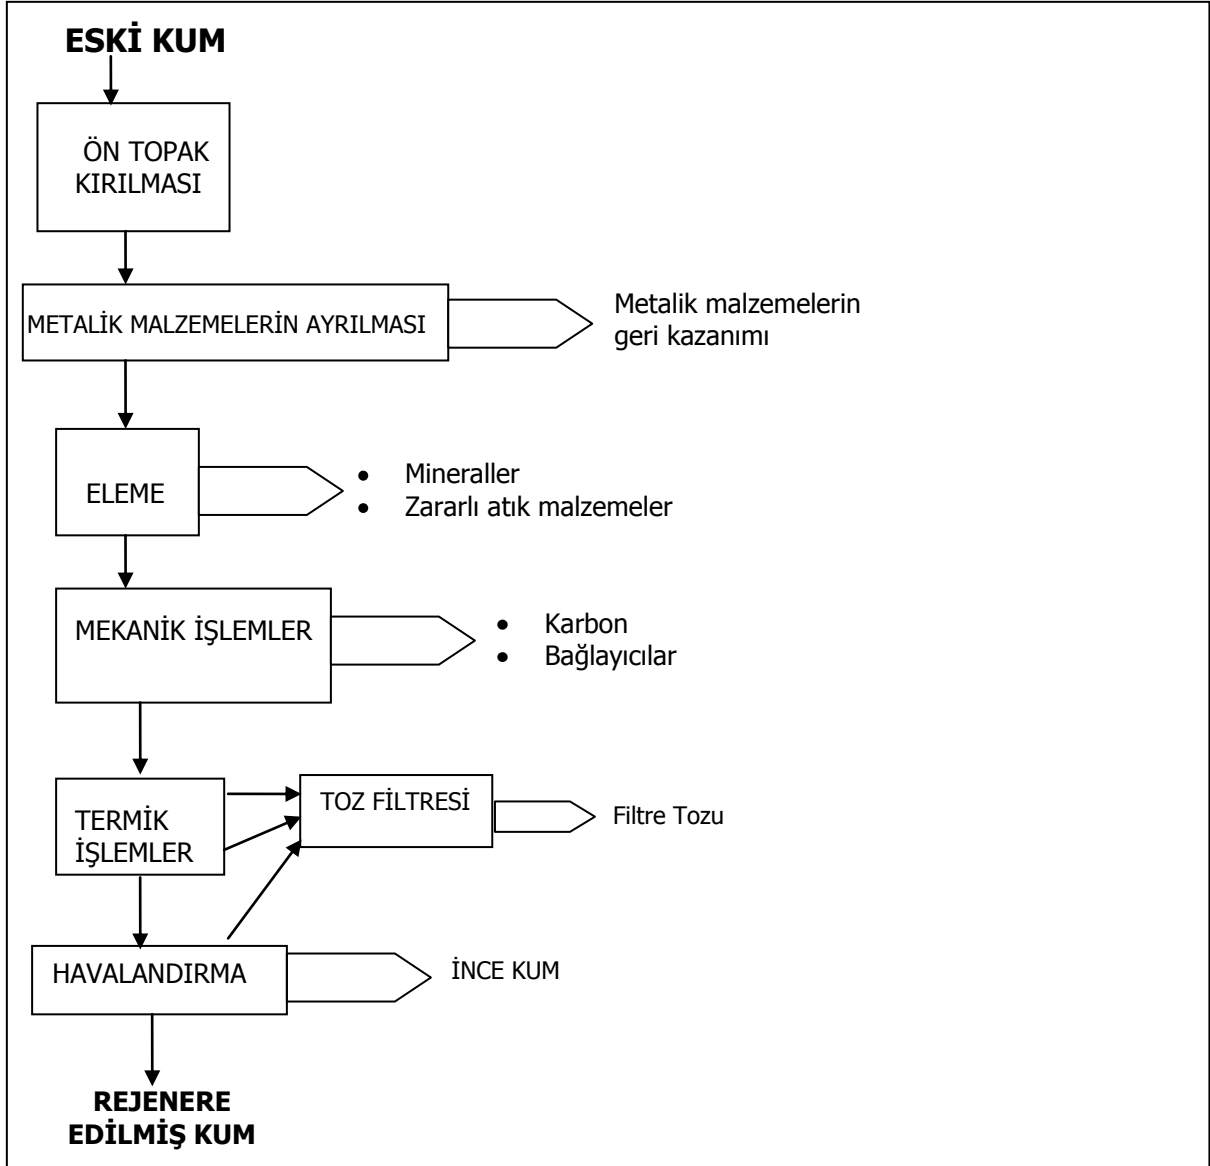 ESKİ KUM
ÖN TOPAK
KIRILMASI
METALİK MALZEMELERİN AYRILMASI
Metalik malzemelerin
geri kazanımı
ELEME
• Mineraller
• Zararlı atık malzemeler
MEKANİK İŞLEMLER
• Karbon
• Bağlayıcılar
TERMİK
İŞLEMLER
TOZ FİLTRESİ
Filtre Tozu
HAVALANDIRMA
İNCE KUM
REJENERE
EDİLMİŞ KUM